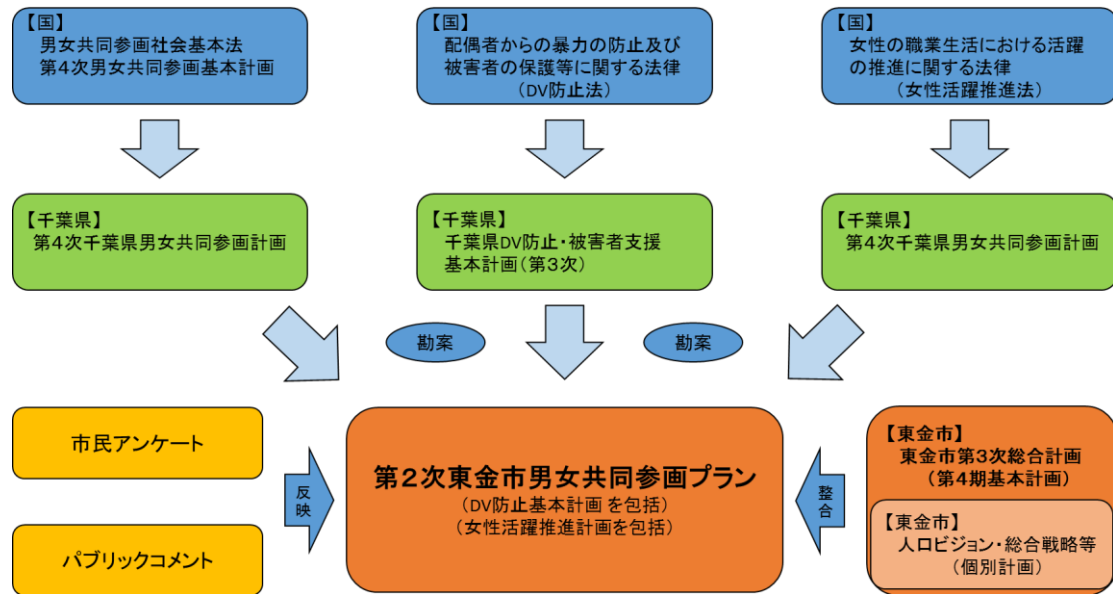 【国】
男女共同参画社会基本法
第4次男女共同参画基本計画
【国】
配偶者からの暴力の防止及び
被害者の保護等に関する法律
(DV防止法)
【国】
女性の職業生活における活躍
の推進に関する法律
(女性活躍推進法)
【千葉県】
第4次千葉県男女共同参画計画
【千葉県】
千葉県DV防止・被害者支援
基本計画(第3次)
【千葉県】
第4次千葉県男女共同参画計画
勘案
勘案
市民アンケート
パブリックコメント
反映
第2次東金市男女共同参画プラン
(DV防止基本計画 を包括)
(女性活躍推進計画を包括)
整合
【東金市】
東金市第3次総合計画
(第4期基本計画)
【東金市】
人口ビジョン・総合戦略等
(個別計画)